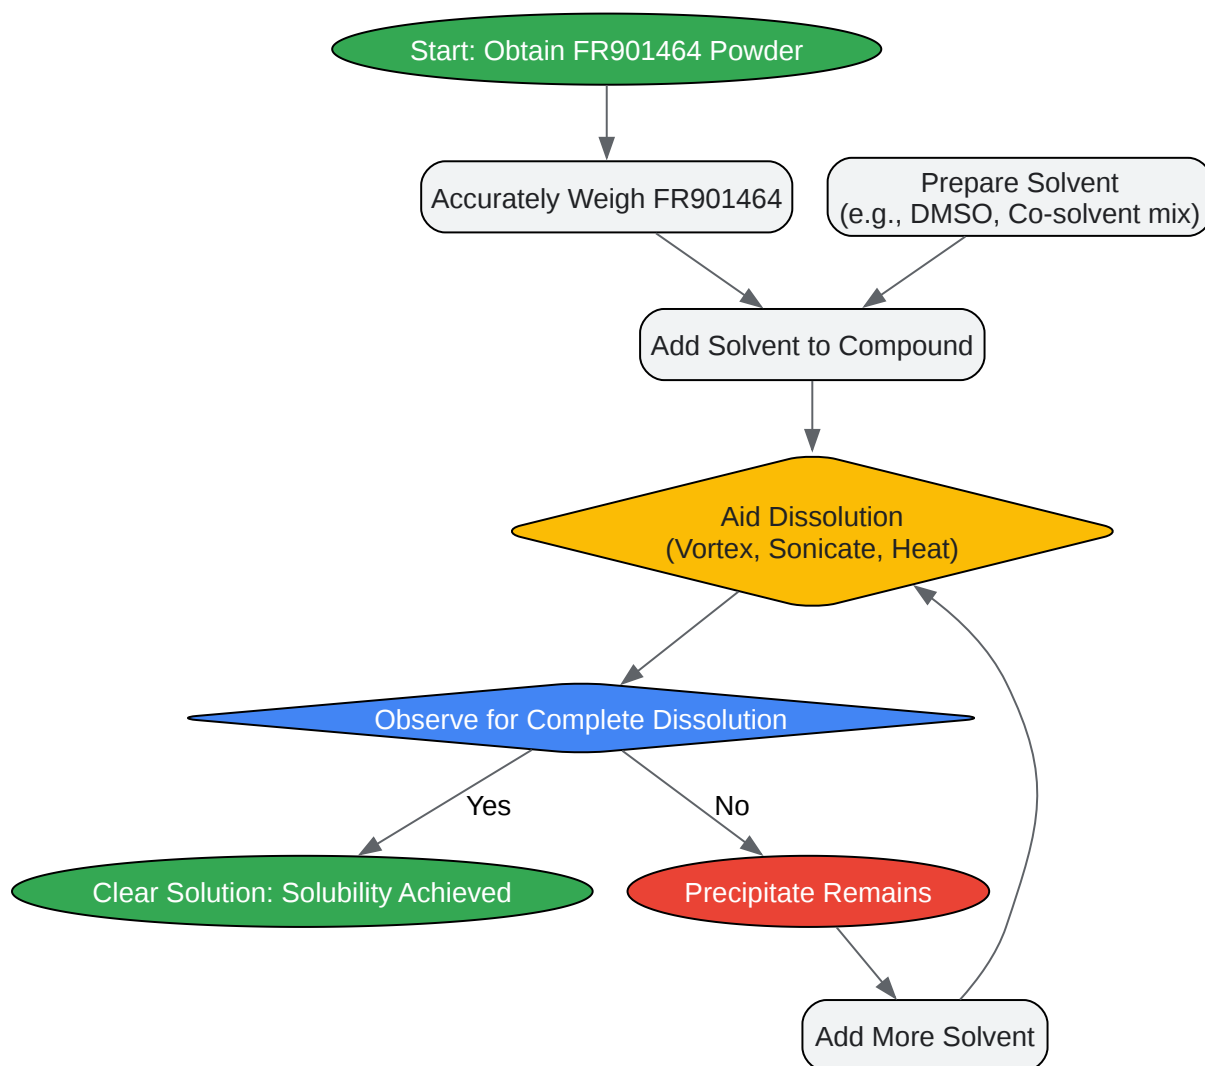 Start: Obtain FR901464 Powder
Accurately Weigh FR901464
Prepare Solvent
(e.g., DMSO, Co-solvent mix)
Add Solvent to Compound
Aid Dissolution
(Vortex, Sonicate, Heat)
Observe for Complete Dissolution
Yes
No
Clear Solution: Solubility Achieved
Precipitate Remains
Add More Solvent